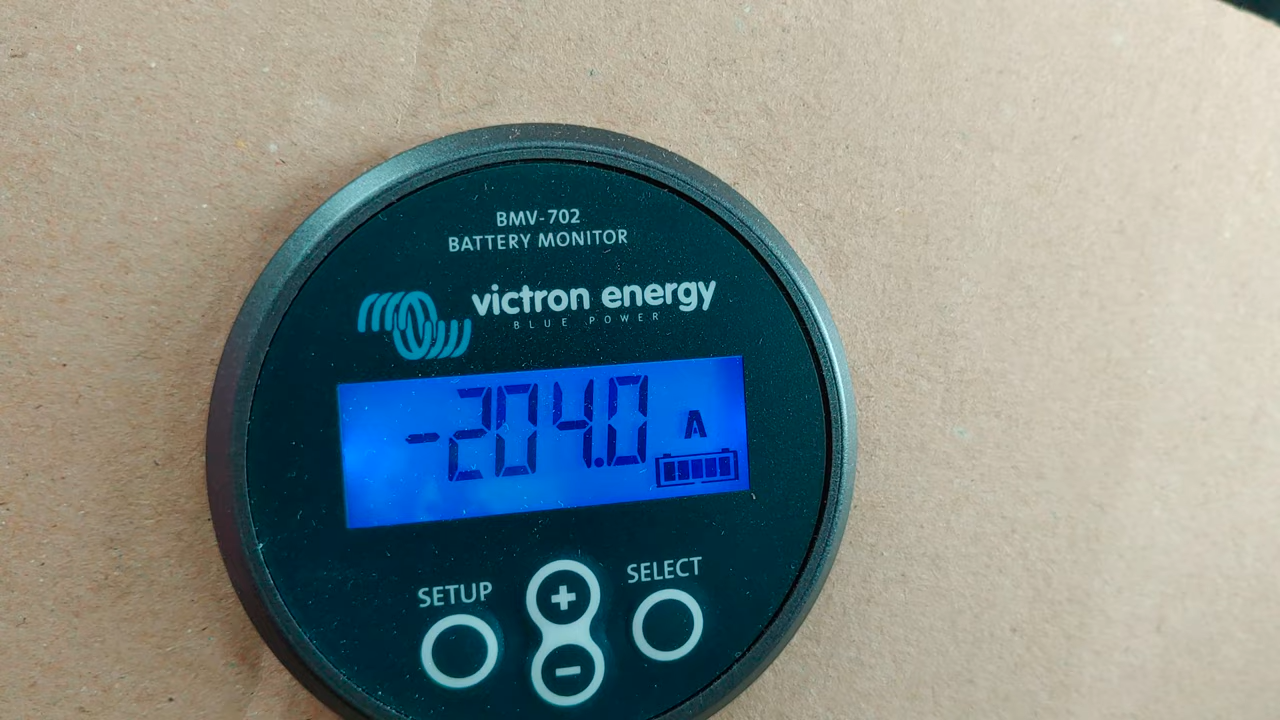 BMV-702
BATTERY MONITOR
victron energy
BLUE POWER
-204.0 A
SETUP
+
SELECT
-